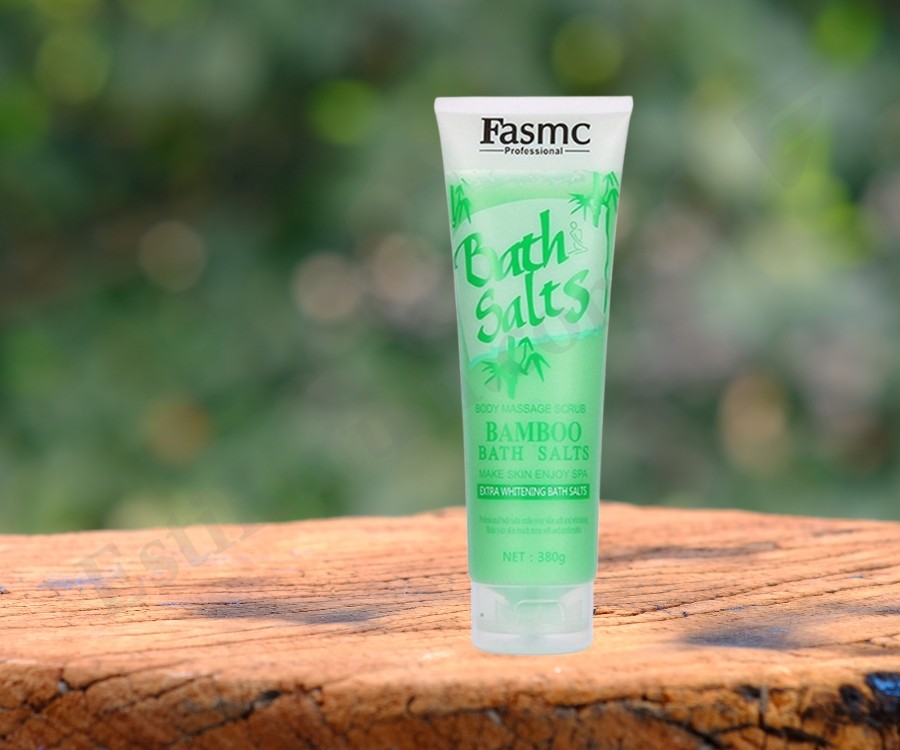 Fasmc
Professional
Bath
Salts
BODY MASSAGE SCRUB
BAMBOO
BATH SALTS
MAKE SKIN ENJOY SPA
EXTRA WHITENING BATH SALTS
NET : 380g